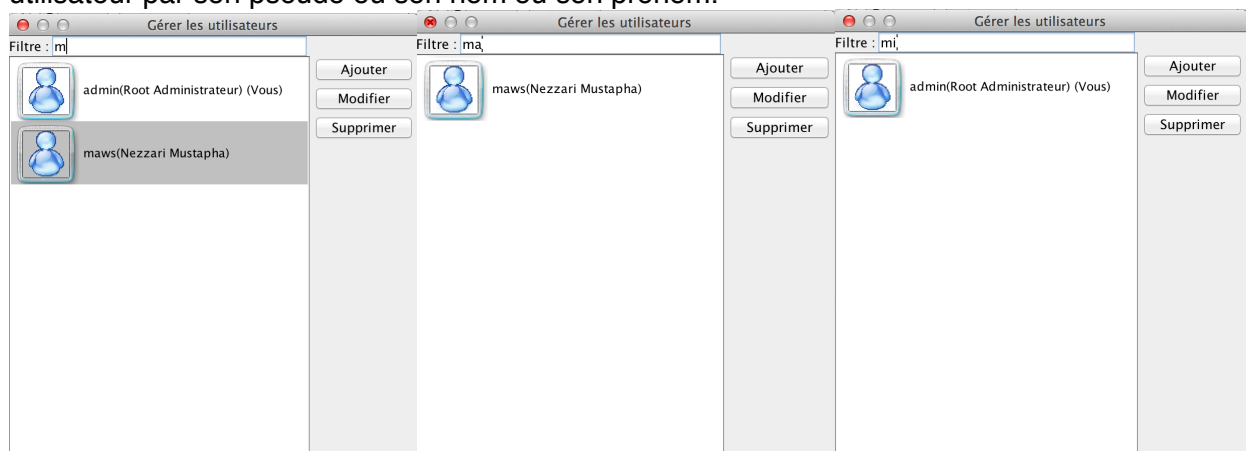 utilisateur par son pseudo ou son nom ou son prénom.
Gérer les utilisateurs
Filtre : m
admin(Root Administrateur) (Vous)
maws(Nezzari Mustapha)
Ajouter
Modifier
Supprimer
Gérer les utilisateurs
Filtre : ma
maws(Nezzari Mustapha)
Ajouter
Modifier
Supprimer
Gérer les utilisateurs
Filtre : mi
admin(Root Administrateur) (Vous)
Ajouter
Modifier
Supprimer